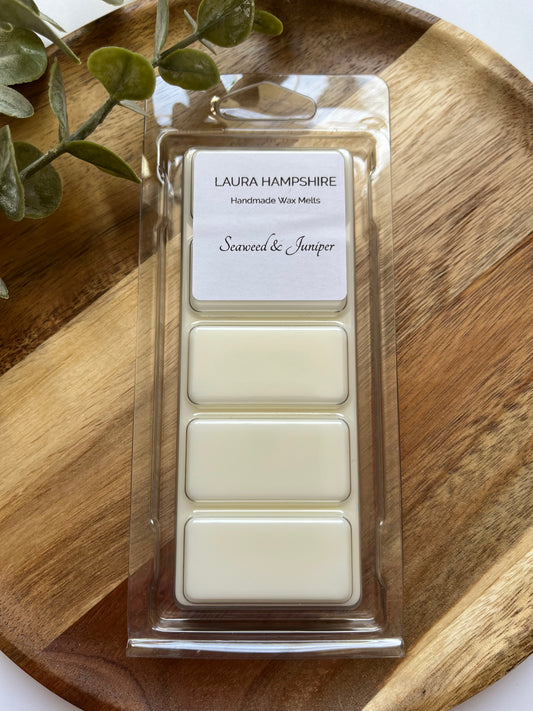 LAURA HAMPSHIRE
Handmade Wax Melts
Seaweed & Juniper